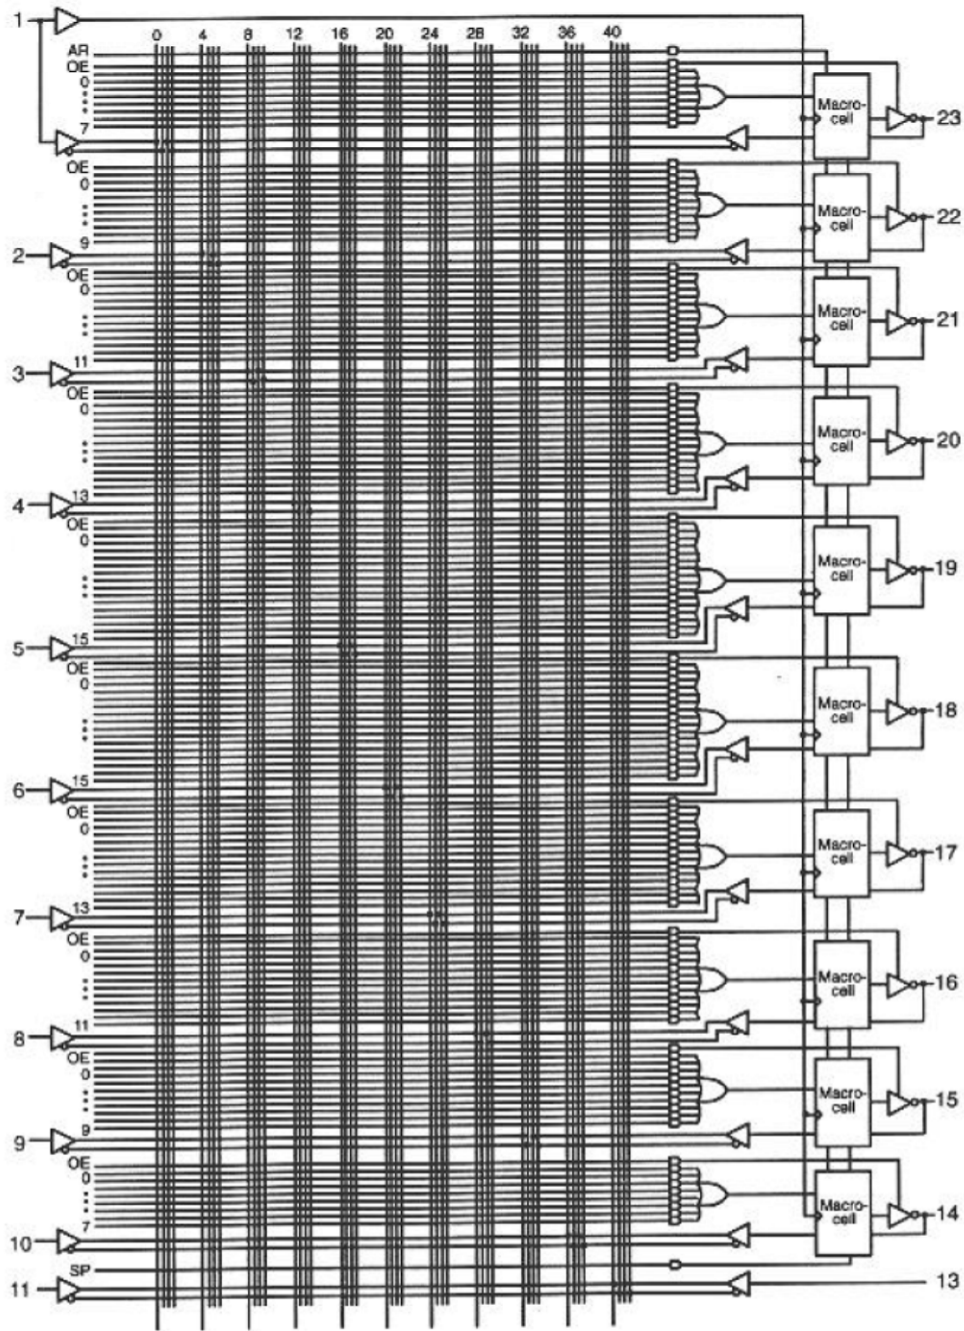 1
0 4 8 12 16 20 24 28 32 36 40
AR
OE
0
7
Macro-
cell
23
OE
0
9
Macro-
cell
22
2
OE
0
11
Macro-
cell
21
3
OE
0
13
Macro-
cell
20
4
OE
0
15
Macro-
cell
19
5
OE
0
15
Macro-
cell
18
6
OE
0
13
Macro-
cell
17
7
OE
0
11
Macro-
cell
16
8
OE
0
9
Macro-
cell
15
9
OE
0
7
Macro-
cell
14
10
SP
11
13